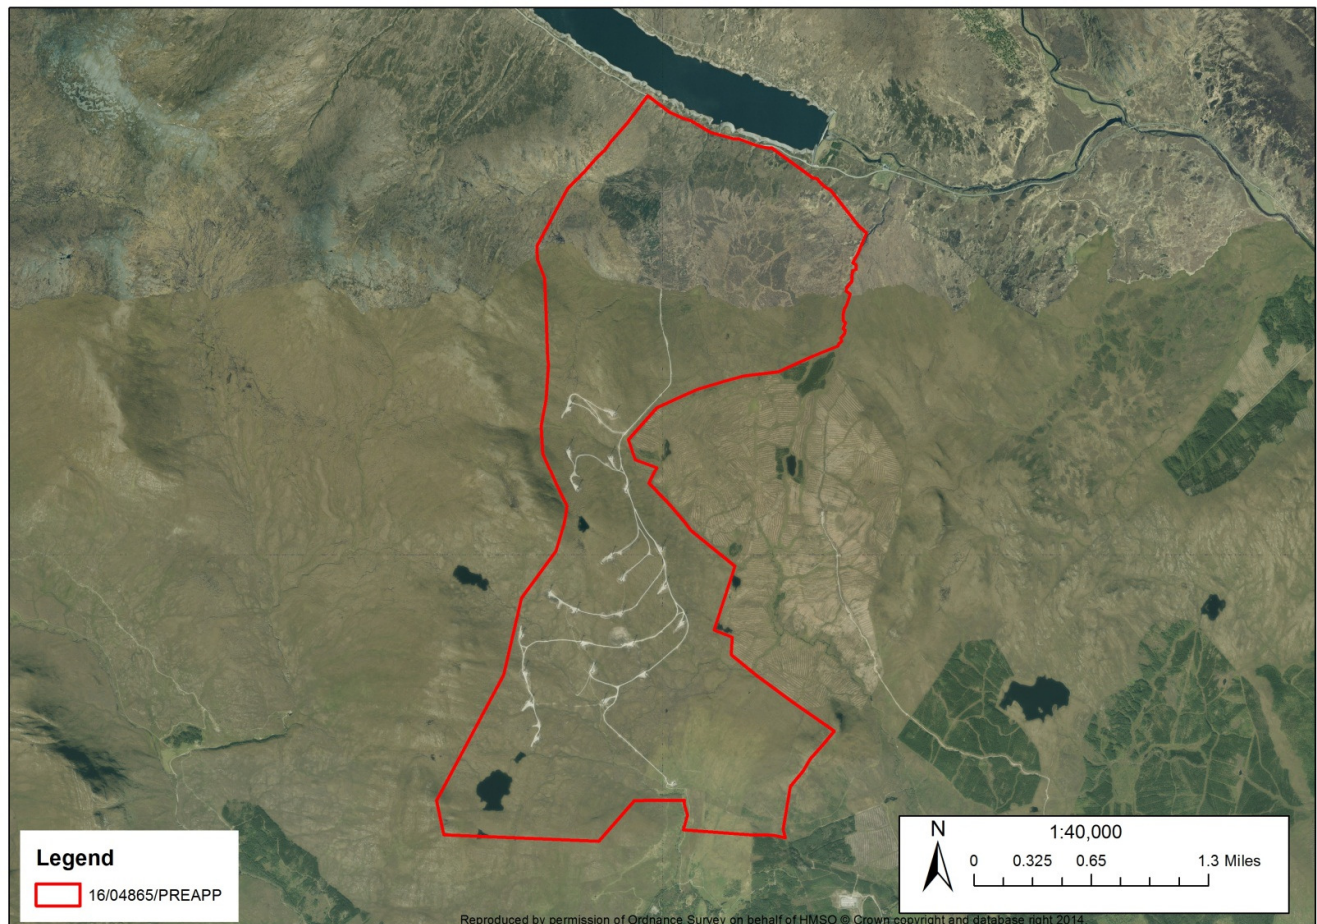 Legend
16/04865/PREAPP
N
1:40,000
0 0.325 0.65 1.3 Miles
Reproduced by permission of Ordnance Survey on behalf of HMSO © Crown copyright and database right 2014.